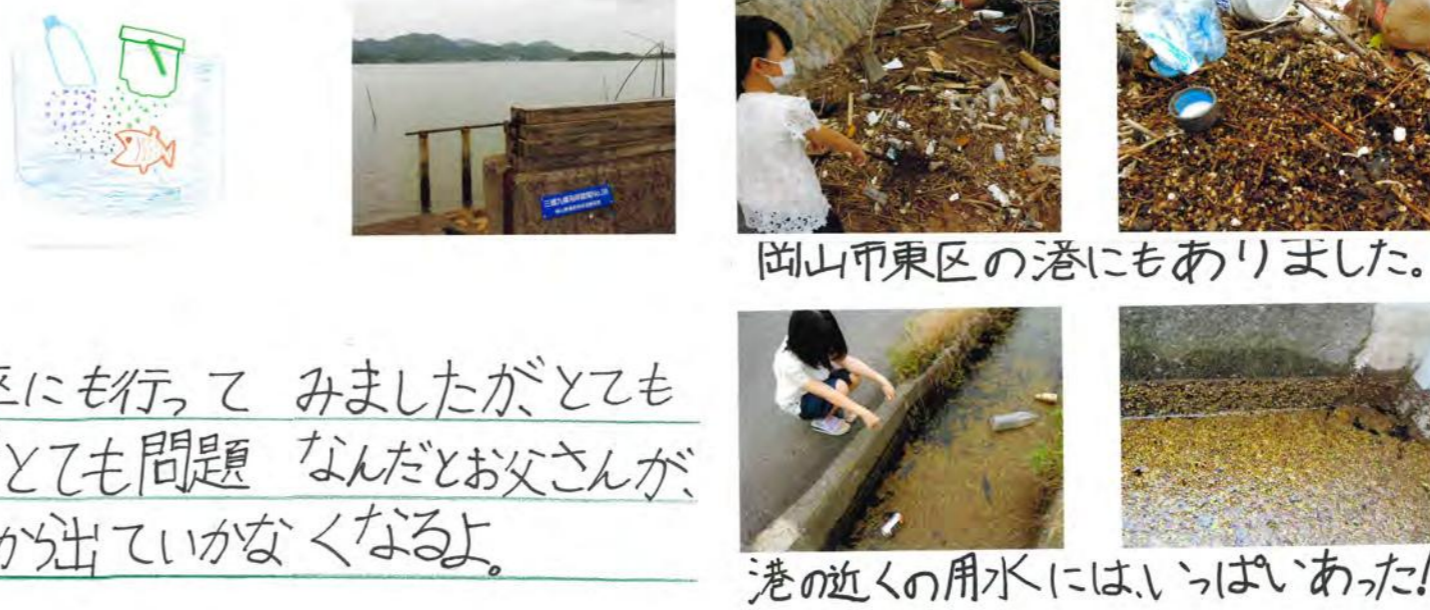 区にも行って みましたが、とても
とても問題 なんだとお父さんが、
から出ていかなくなるよ。
岡山市東区の港にもありました。
港の近くの用水には、いっぱいあった!